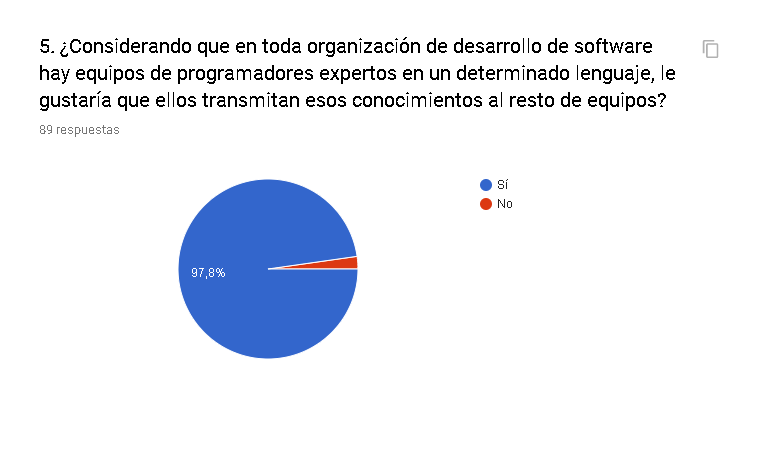 5. ¿Considerando que en toda organización de desarrollo de software
hay equipos de programadores expertos en un determinado lenguaje, le
gustaría que ellos transmitan esos conocimientos al resto de equipos?
89 respuestas
Sí
No
97,8%